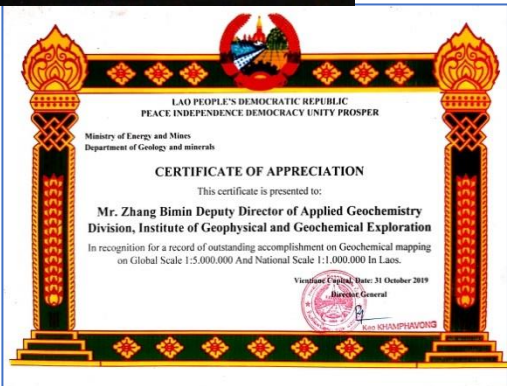 LAO PEOPLE'S DEMOCRATIC REPUBLIC
PEACE INDEPENDENCE DEMOCRACY UNITY PROSPER
Ministry of Energy and Mines
Department of Geology and minerals
CERTIFICATE OF APPRECIATION
This certificate is presented to:
Mr. Zhang Bimin Deputy Director of Applied Geochemistry
Division, Institute of Geophysical and Geochemical Exploration
In recognition for a record of outstanding accomplishment on Geochemical mapping
on Global Scale 1:5.000.000 And National Scale 1:1.000.000 In Laos.
Vientiane Capital, Date: 31 October 2019
Director General
Keo KHAMPHAVONG